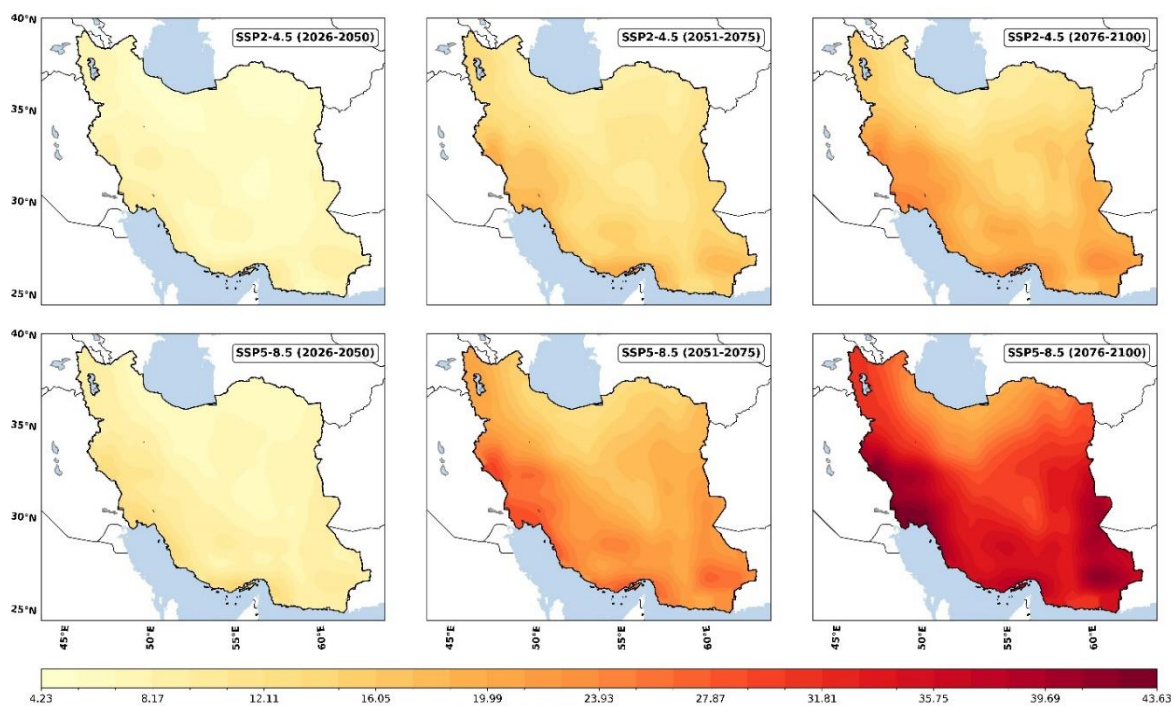 40°N
SSP2-4.5 (2026-2050)
SSP2-4.5 (2051-2075)
SSP2-4.5 (2076-2100)
35°N
30°N
25°N
40°N
SSP5-8.5 (2026-2050)
SSP5-8.5 (2051-2075)
SSP5-8.5 (2076-2100)
35°N
30°N
25°N
45°E 50°E 55°E 60°E 45°E 50°E 55°E 60°E 45°E 50°E 55°E 60°E
4.23 8.17 12.11 16.05 19.99 23.93 27.87 31.81 35.75 39.69 43.63